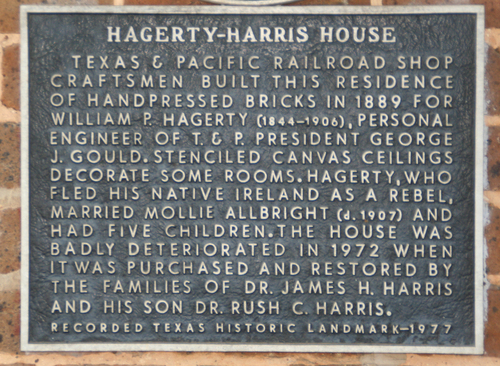 HAGERTY-HARRIS HOUSE
TEXAS & PACIFIC RAILROAD SHOP
CRAFTSMEN BUILT THIS RESIDENCE
OF HANDPRESSED BRICKS IN 1889 FOR
WILLIAM P. HAGERTY (1844-1906), PERSONAL
ENGINEER OF T. & P. PRESIDENT GEORGE
J. GOULD. STENCILED CANVAS CEILINGS
DECORATE SOME ROOMS. HAGERTY, WHO
FLED HIS NATIVE IRELAND AS A REBEL,
MARRIED MOLLIE ALLBRIGHT (d. 1907) AND
HAD FIVE CHILDREN. THE HOUSE WAS
BADLY DETERIORATED IN 1972 WHEN
IT WAS PURCHASED AND RESTORED BY
THE FAMILIES OF DR. JAMES H. HARRIS
AND HIS SON DR. RUSH C. HARRIS.
RECORDED TEXAS HISTORIC LANDMARK-1977